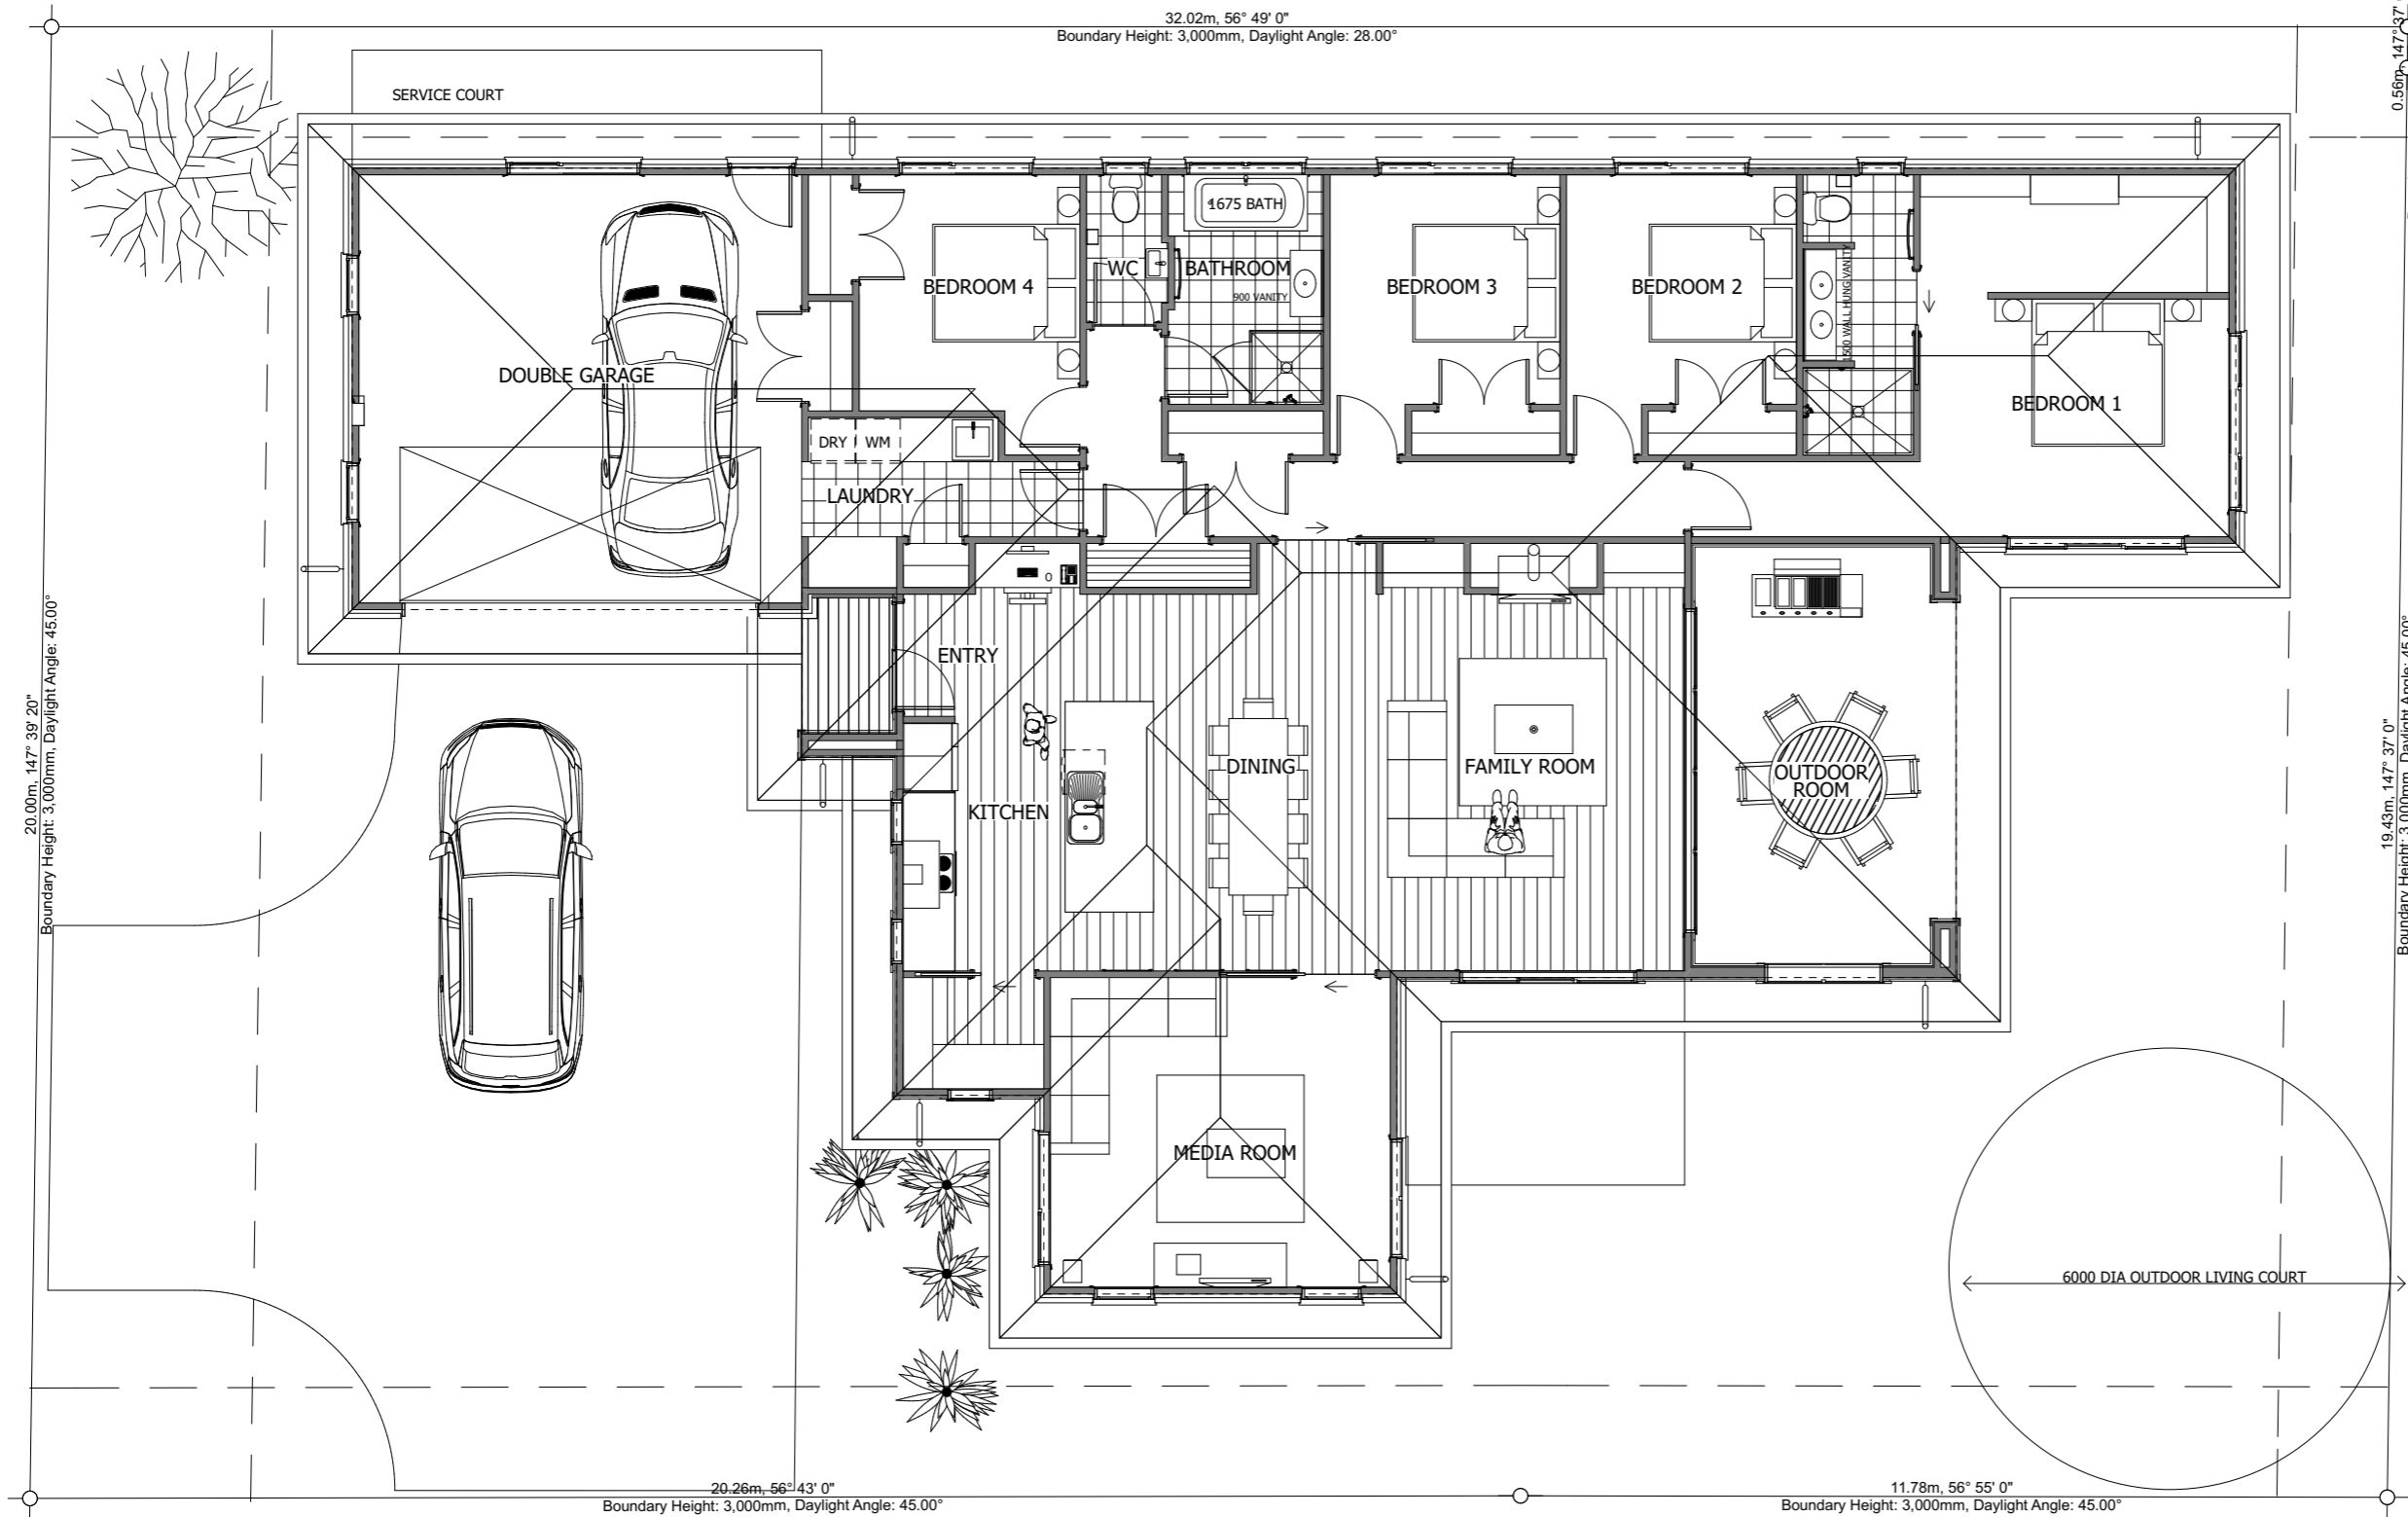 32.02m, 56° 49' 0"
Boundary Height: 3,000mm, Daylight Angle: 28.00°
0.56m, 147° 37'
SERVICE COURT
1675 BATH
WC
BATHROOM
900 VANITY
BEDROOM 4
BEDROOM 3
BEDROOM 2
1500 WALL HUNG VANITY
DOUBLE GARAGE
BEDROOM 1
DRY
WM
LAUNDRY
ENTRY
KITCHEN
DINING
FAMILY ROOM
OUTDOOR
ROOM
20.00m, 147° 39' 20"
Boundary Height: 3,000mm, Daylight Angle: 45.00°
19.43m, 147° 37' 0"
Boundary Height: 3,000mm, Daylight Angle: 45.00°
MEDIA ROOM
6000 DIA OUTDOOR LIVING COURT
20.26m, 56° 43' 0"
Boundary Height: 3,000mm, Daylight Angle: 45.00°
11.78m, 56° 55' 0"
Boundary Height: 3,000mm, Daylight Angle: 45.00°